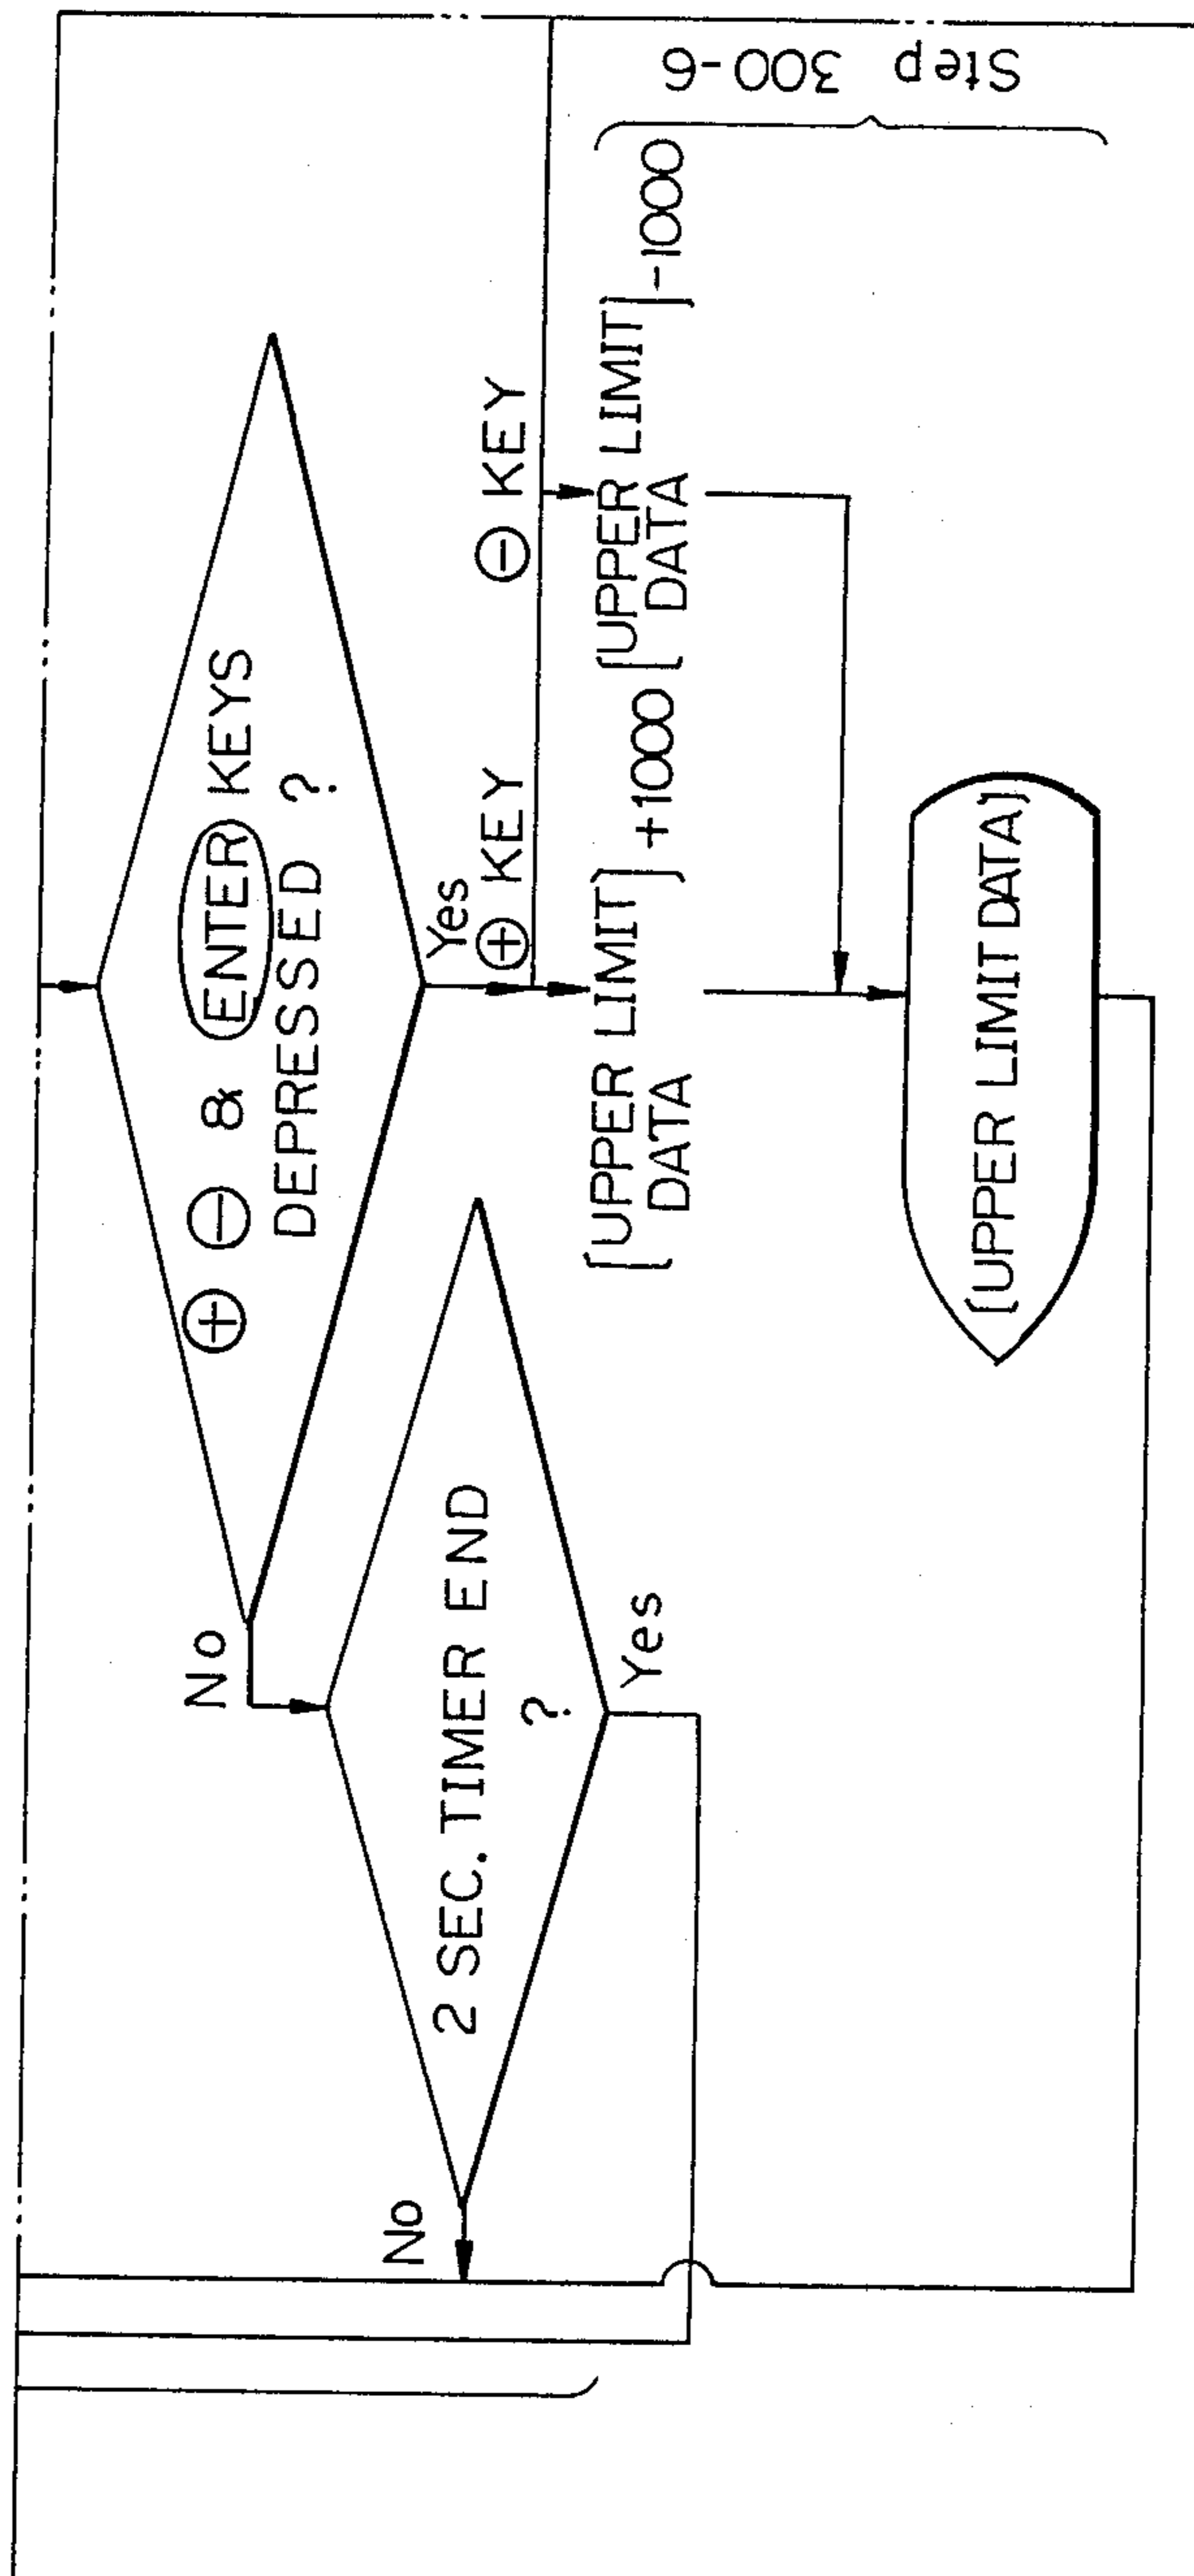 ⊕ ⊖ & ENTER KEYS
DEPRESSED ?
No
Yes
2 SEC. TIMER END
?
No
Yes
⊕ KEY
⊖ KEY
[UPPER LIMIT] +1000
DATA
[UPPER LIMIT] -1000
DATA
Step 300-6
[UPPER LIMIT DATA]